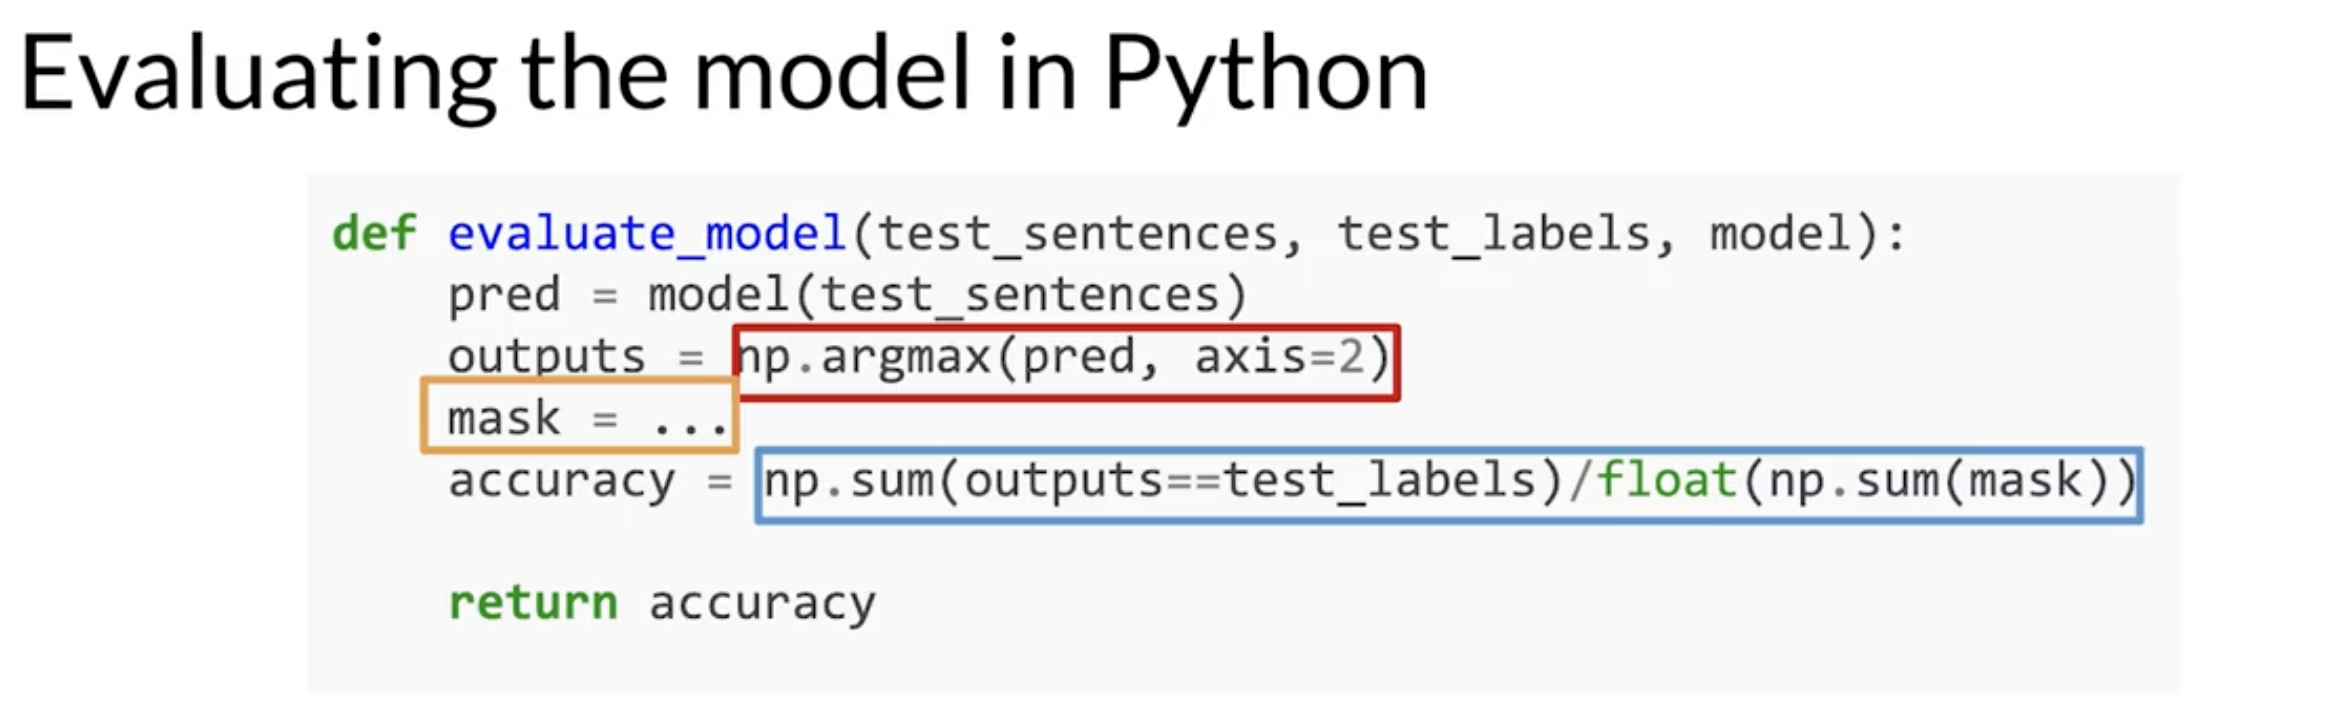 Evaluating the model in Python
def evaluate_model(test_sentences, test_labels, model):
    pred = model(test_sentences)
    outputs = np.argmax(pred, axis=2)
    mask = ...
    accuracy = np.sum(outputs==test_labels)/float(np.sum(mask))
    return accuracy